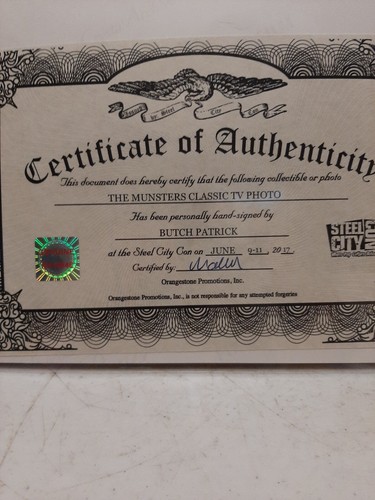 Certificate of Authenticity
This document does hereby certify that the following collectible or photo
THE MUNSTERS CLASSIC TV PHOTO
Has been personally hand-signed by
BUTCH PATRICK
at the Steel City Con on JUNE 9-11 2017
Certified by:
Orangestone Promotions, Inc.
Orangestone Promotions, Inc., is not responsible for any attempted forgeries
STEEL
CITY CON